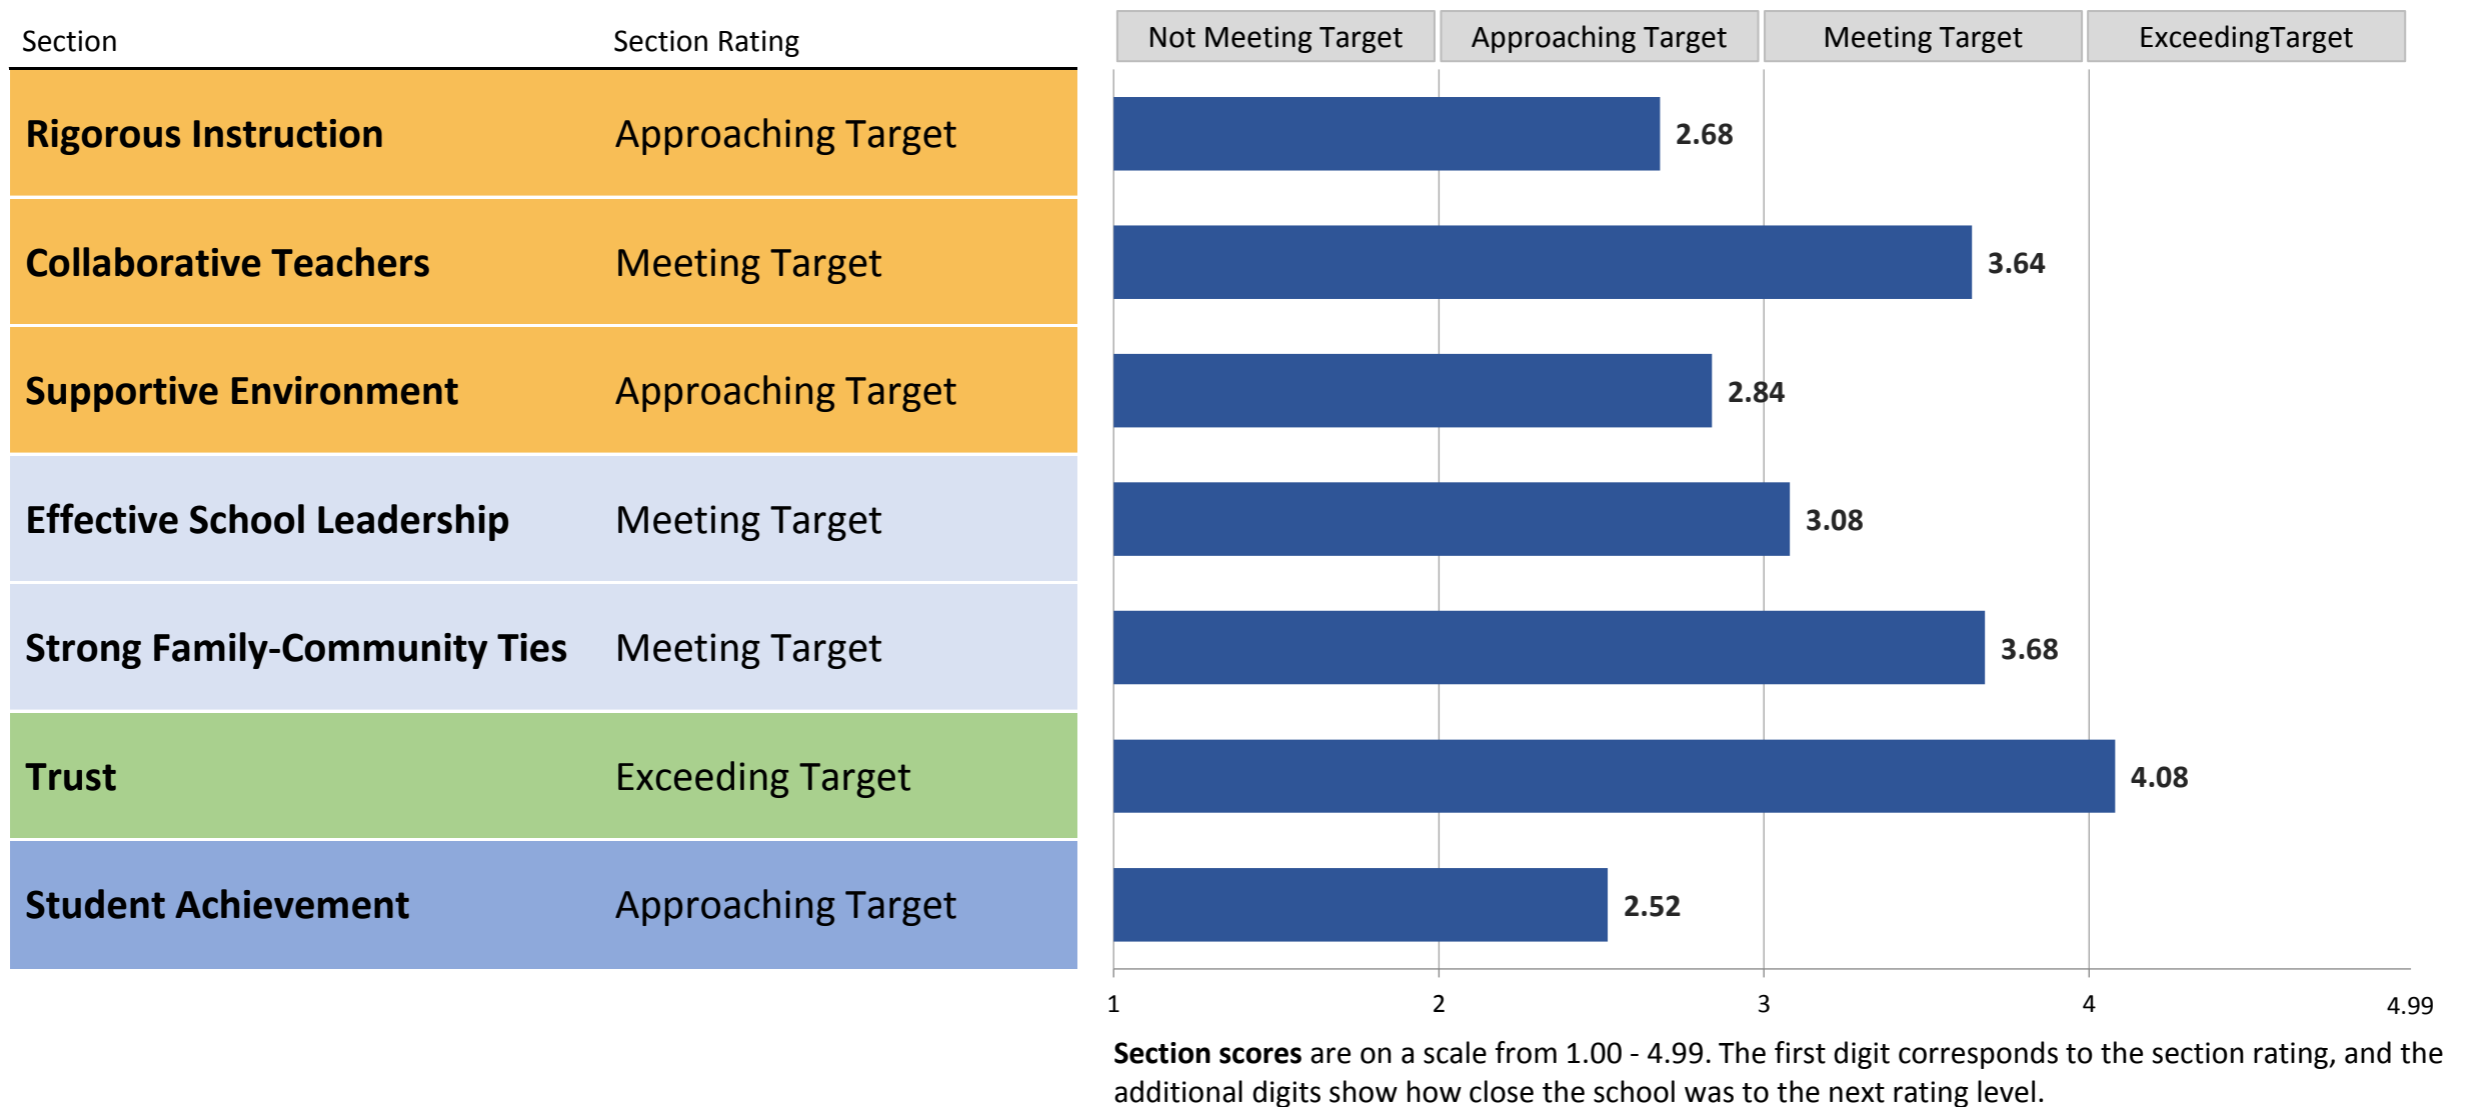 Section Section Rating Not Meeting Target Approaching Target Meeting Target ExceedingTarget
Rigorous Instruction Approaching Target 2.68
Collaborative Teachers Meeting Target 3.64
Supportive Environment Approaching Target 2.84
Effective School Leadership Meeting Target 3.08
Strong Family-Community Ties Meeting Target 3.68
Trust Exceeding Target 4.08
Student Achievement Approaching Target 2.52
1 2 3 4 4.99
Section scores are on a scale from 1.00 - 4.99. The first digit corresponds to the section rating, and the
additional digits show how close the school was to the next rating level.